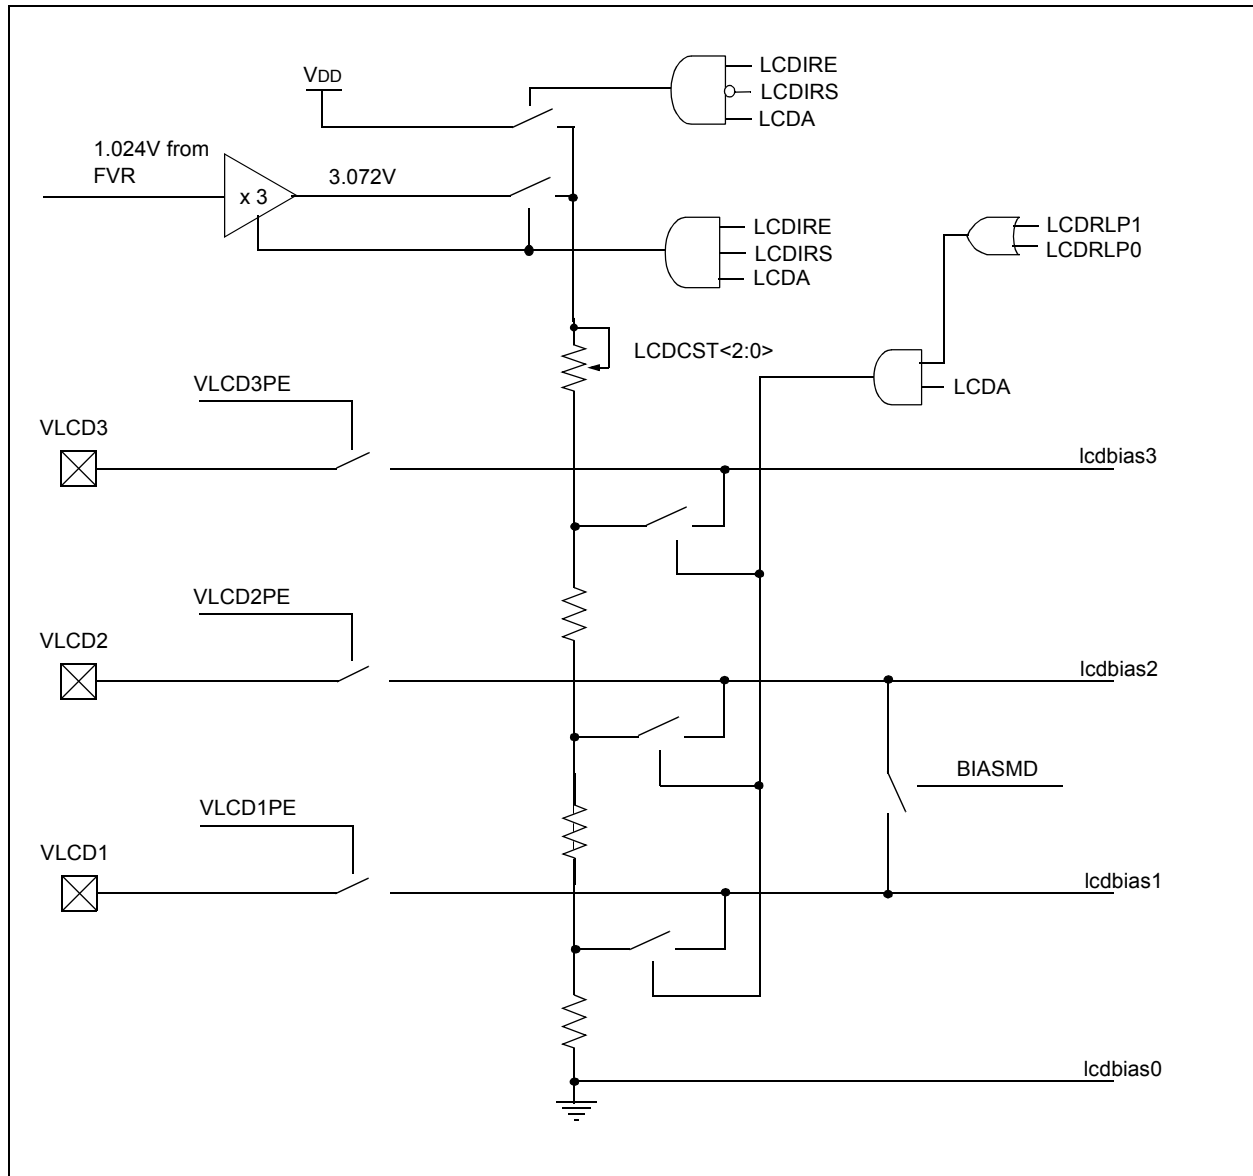 VDD
LCDIRE
LCDIRS
LCDA
1.024V from
FVR
x 3
3.072V
LCDIRE
LCDIRS
LCDA
LCDRLP1
LCDRLP0
LCDCST<2:0>
LCDA
VLCD3PE
VLCD3
lcdbias3
VLCD2PE
VLCD2
lcdbias2
BIASMD
VLCD1PE
VLCD1
lcdbias1
lcdbias0